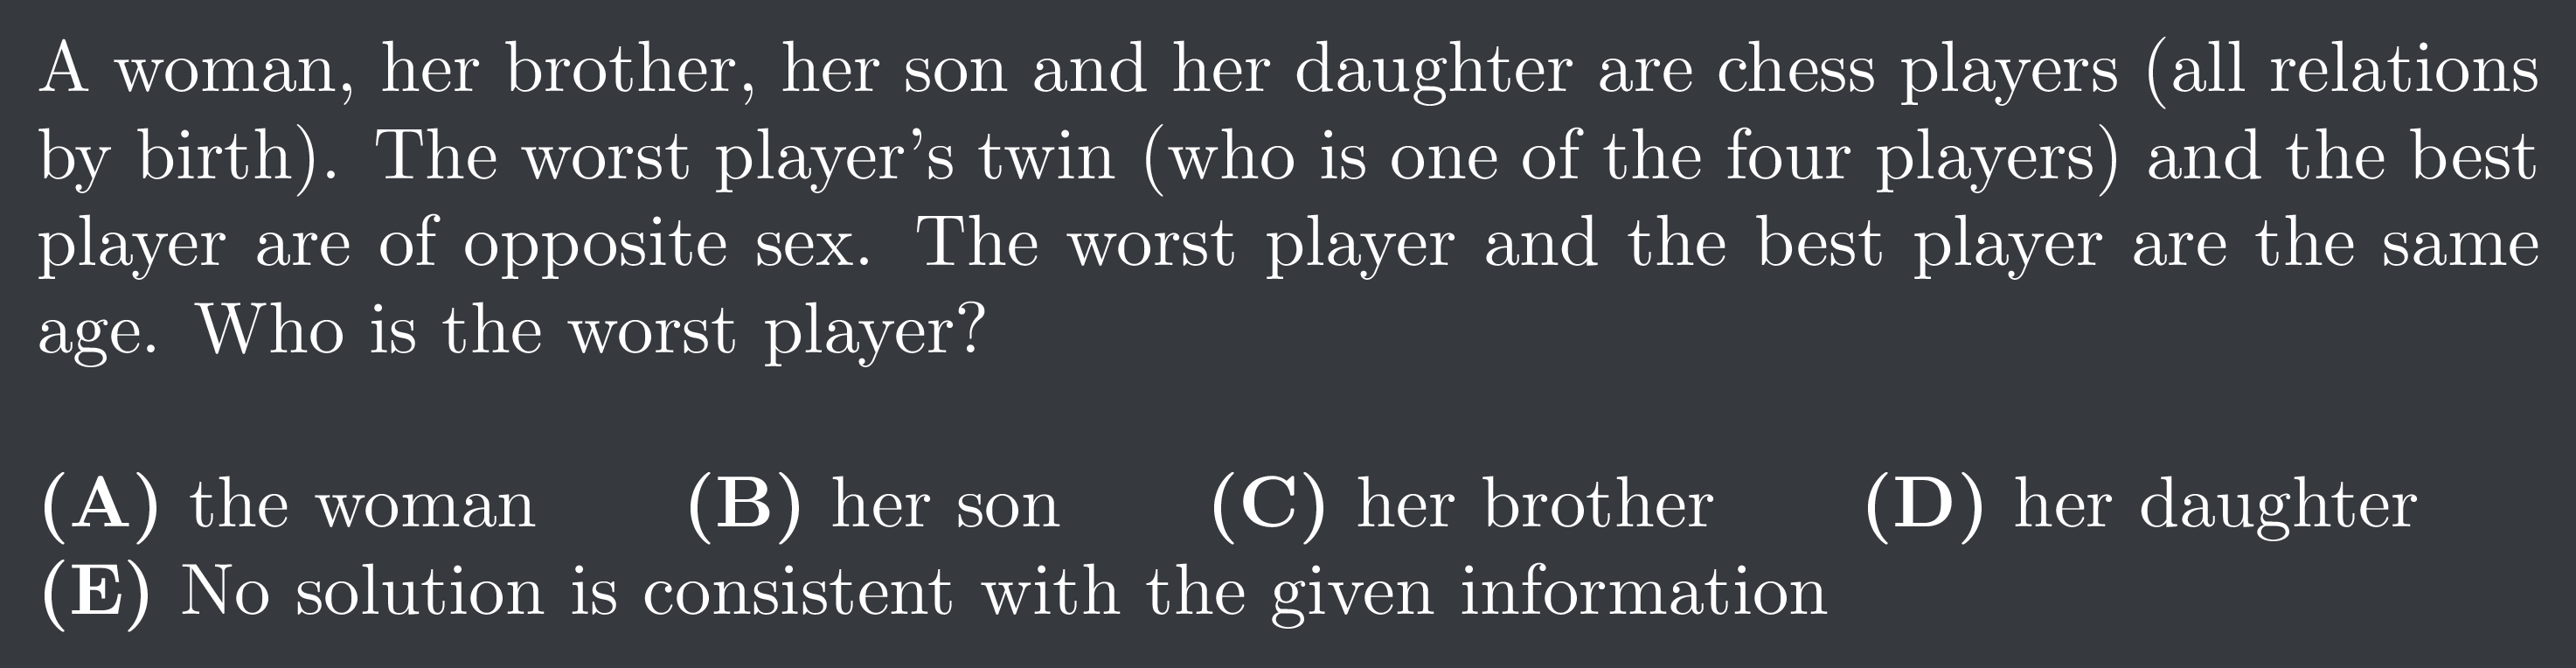 A woman, her brother, her son and her daughter are chess players (all relations
by birth). The worst player's twin (who is one of the four players) and the best
player are of opposite sex. The worst player and the best player are the same
age. Who is the worst player?
(A) the woman (B) her son (C) her brother (D) her daughter
(E) No solution is consistent with the given information